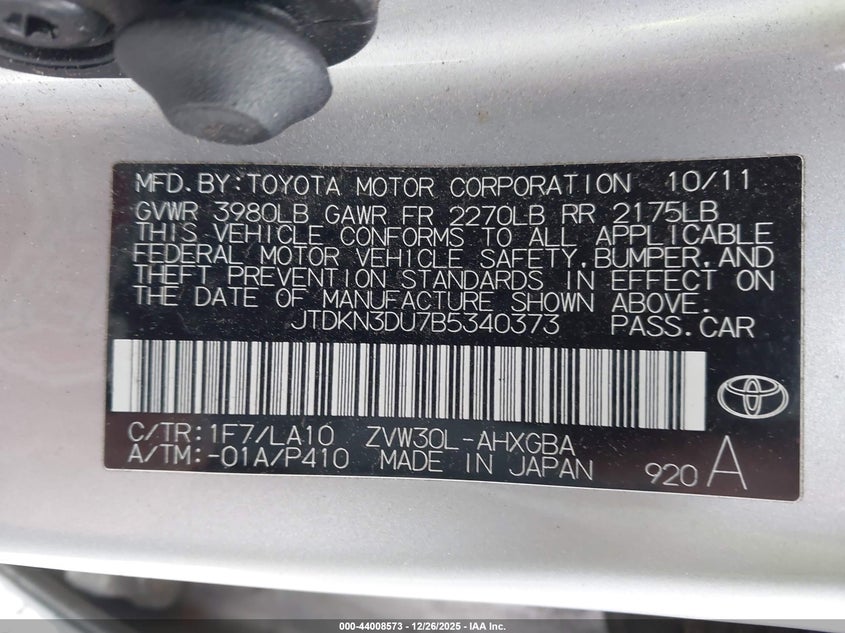 MFD.BY:TOYOTA MOTOR CORPORATION 10/11
GVWR 3980LB GAWR FR 2270LB RR 2175LB
THIS VEHICLE CONFORMS TO ALL APPLICABLE
FEDERAL MOTOR VEHICLE SAFETY,BUMPER,AND
THEFT PREVENTION STANDARDS IN EFFECT ON
THE DATE OF MANUFACTURE SHOWN ABOVE.
JTDKN3DU7B5340373 PASS.CAR
C/TR:1F7/LA10 ZVW30L-AHXGBA
A/TM:-01A/P410 MADE IN JAPAN 920 A
000-44008573 - 12/26/2025 - IAA Inc.